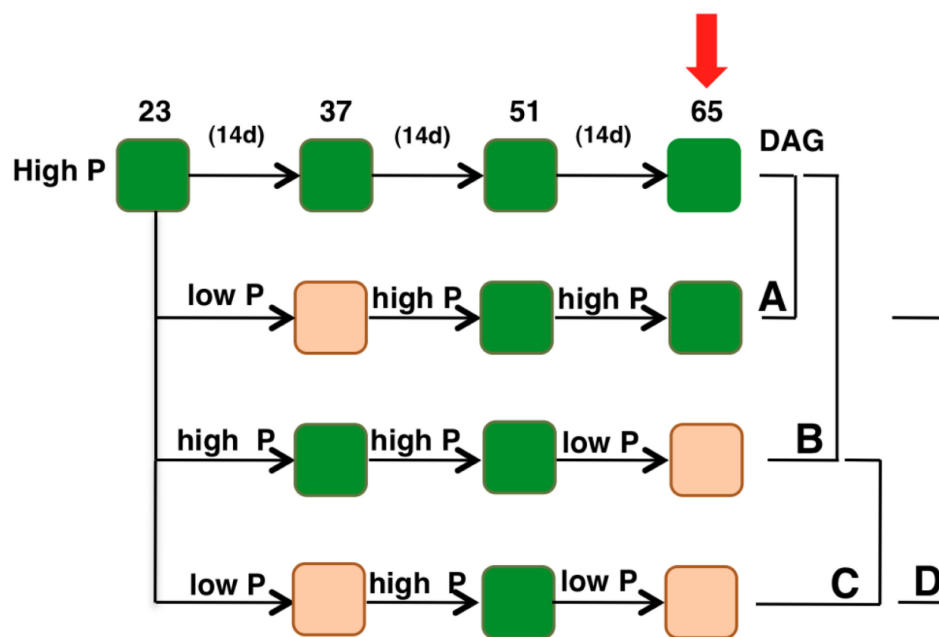 23 37 51 65
(14d) (14d) (14d) DAG
High P
low P high P high P A
high P high P low P B
low P high P low P C D